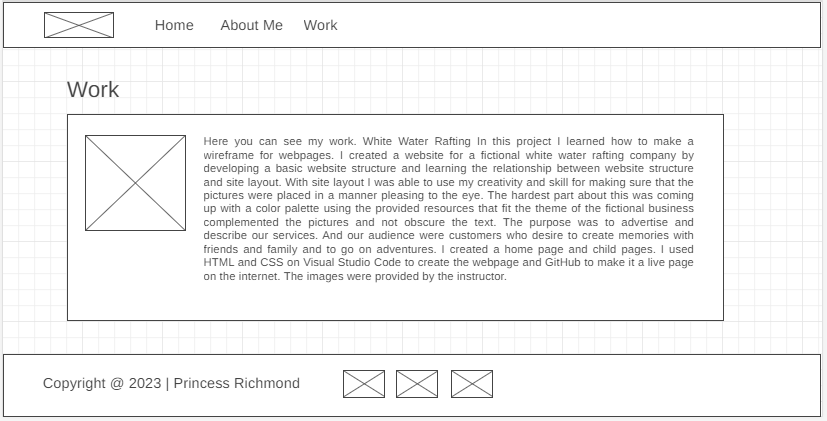 Home About Me Work
Work
Here you can see my work. White Water Rafting In this project I learned how to make a
wireframe for webpages. I created a website for a fictional white water rafting company by
developing a basic website structure and learning the relationship between website structure
and site layout. With site layout I was able to use my creativity and skill for making sure that the
pictures were placed in a manner pleasing to the eye. The hardest part about this was coming
up with a color palette using the provided resources that fit the theme of the fictional business
complemented the pictures and not obscure the text. The purpose was to advertise and
describe our services. And our audience were customers who desire to create memories with
friends and family and to go on adventures. I created a home page and child pages. I used
HTML and CSS on Visual Studio Code to create the webpage and GitHub to make it a live page
on the internet. The images were provided by the instructor.
Copyright @ 2023 | Princess Richmond